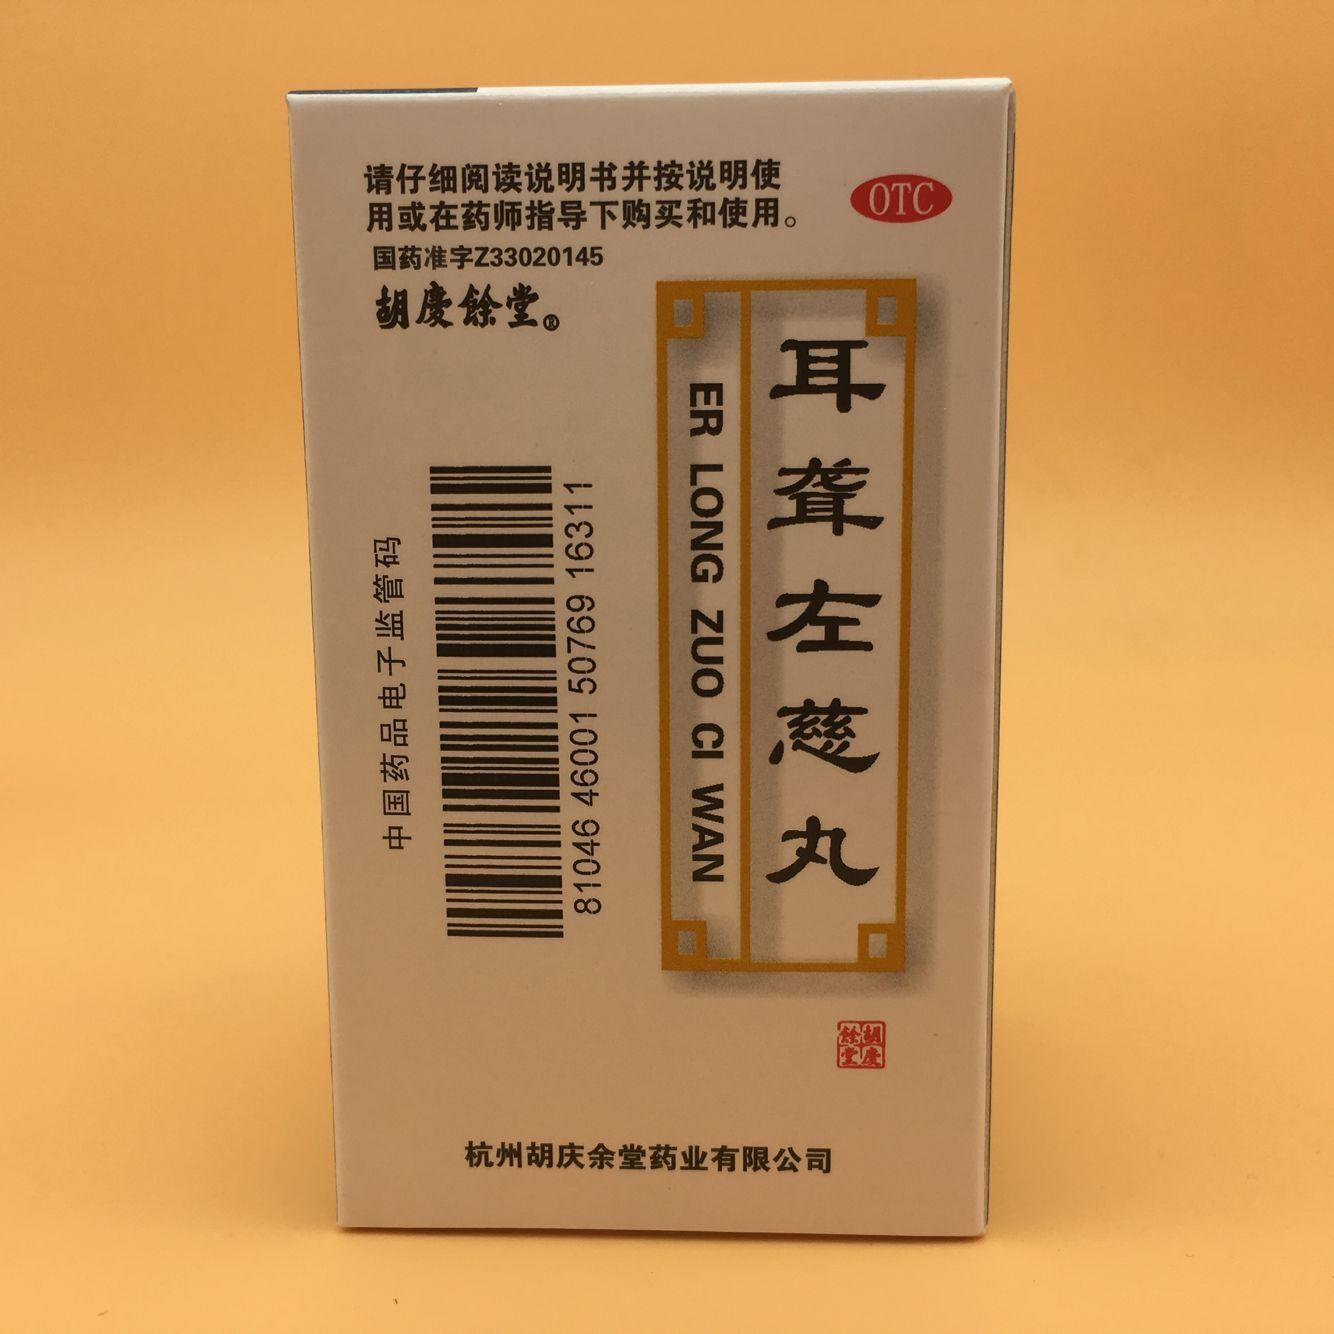 请仔细阅读说明书并按说明使
用或在药师指导下购买和使用。
国药准字Z33020145
胡慶餘堂®
OTC
耳聋左慈丸
ER LONG ZUO CI WAN
中国药品电子监管码
81046 46001 50769 16311
胡慶
餘堂
杭州胡庆余堂药业有限公司